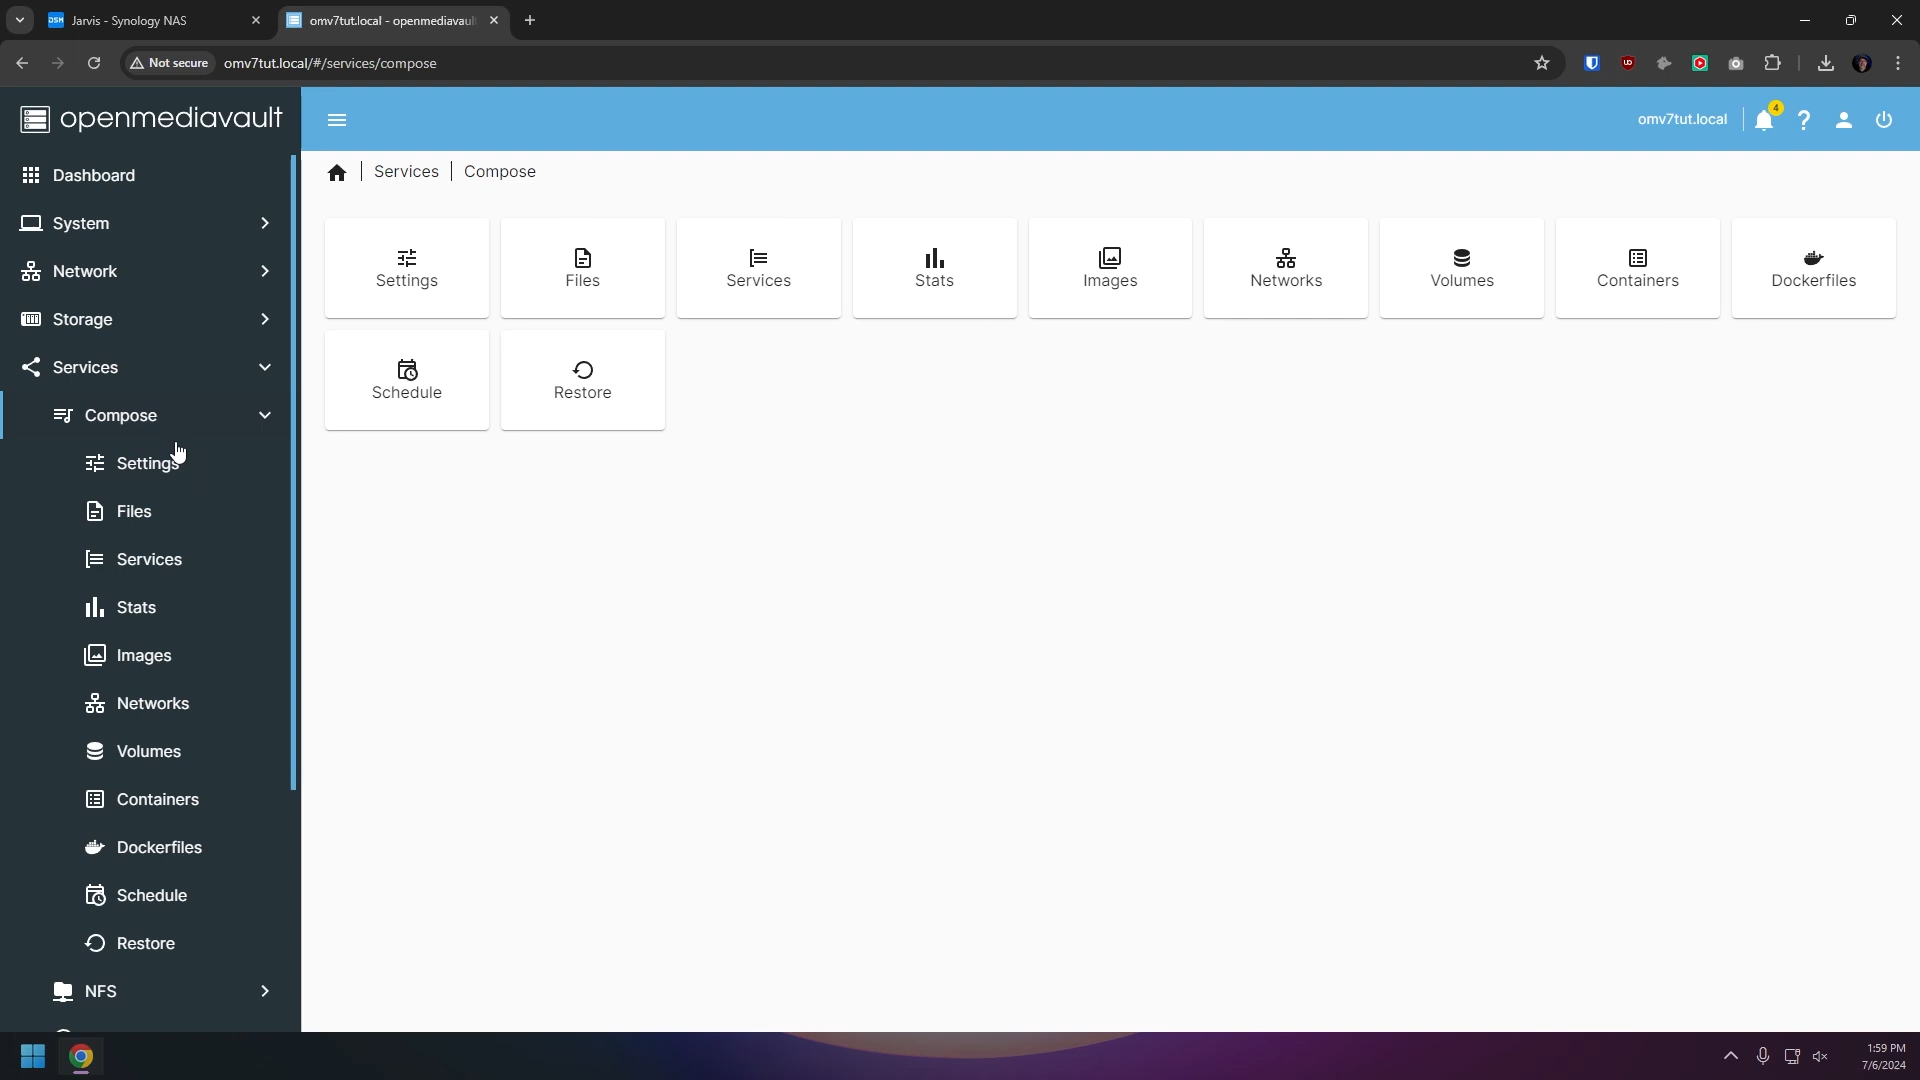 Jarvis - Synology NAS
omv7tut.local - openmediavaul
Not secure
omv7tut.local/#/services/compose
openmediavault
omv7tut.local
4
Services
Compose
Dashboard
System
Network
Storage
Services
Compose
Settings
Files
Services
Stats
Images
Networks
Volumes
Containers
Dockerfiles
Schedule
Restore
NFS
Settings
Files
Services
Stats
Images
Networks
Volumes
Containers
Dockerfiles
Schedule
Restore
1:59 PM
7/6/2024